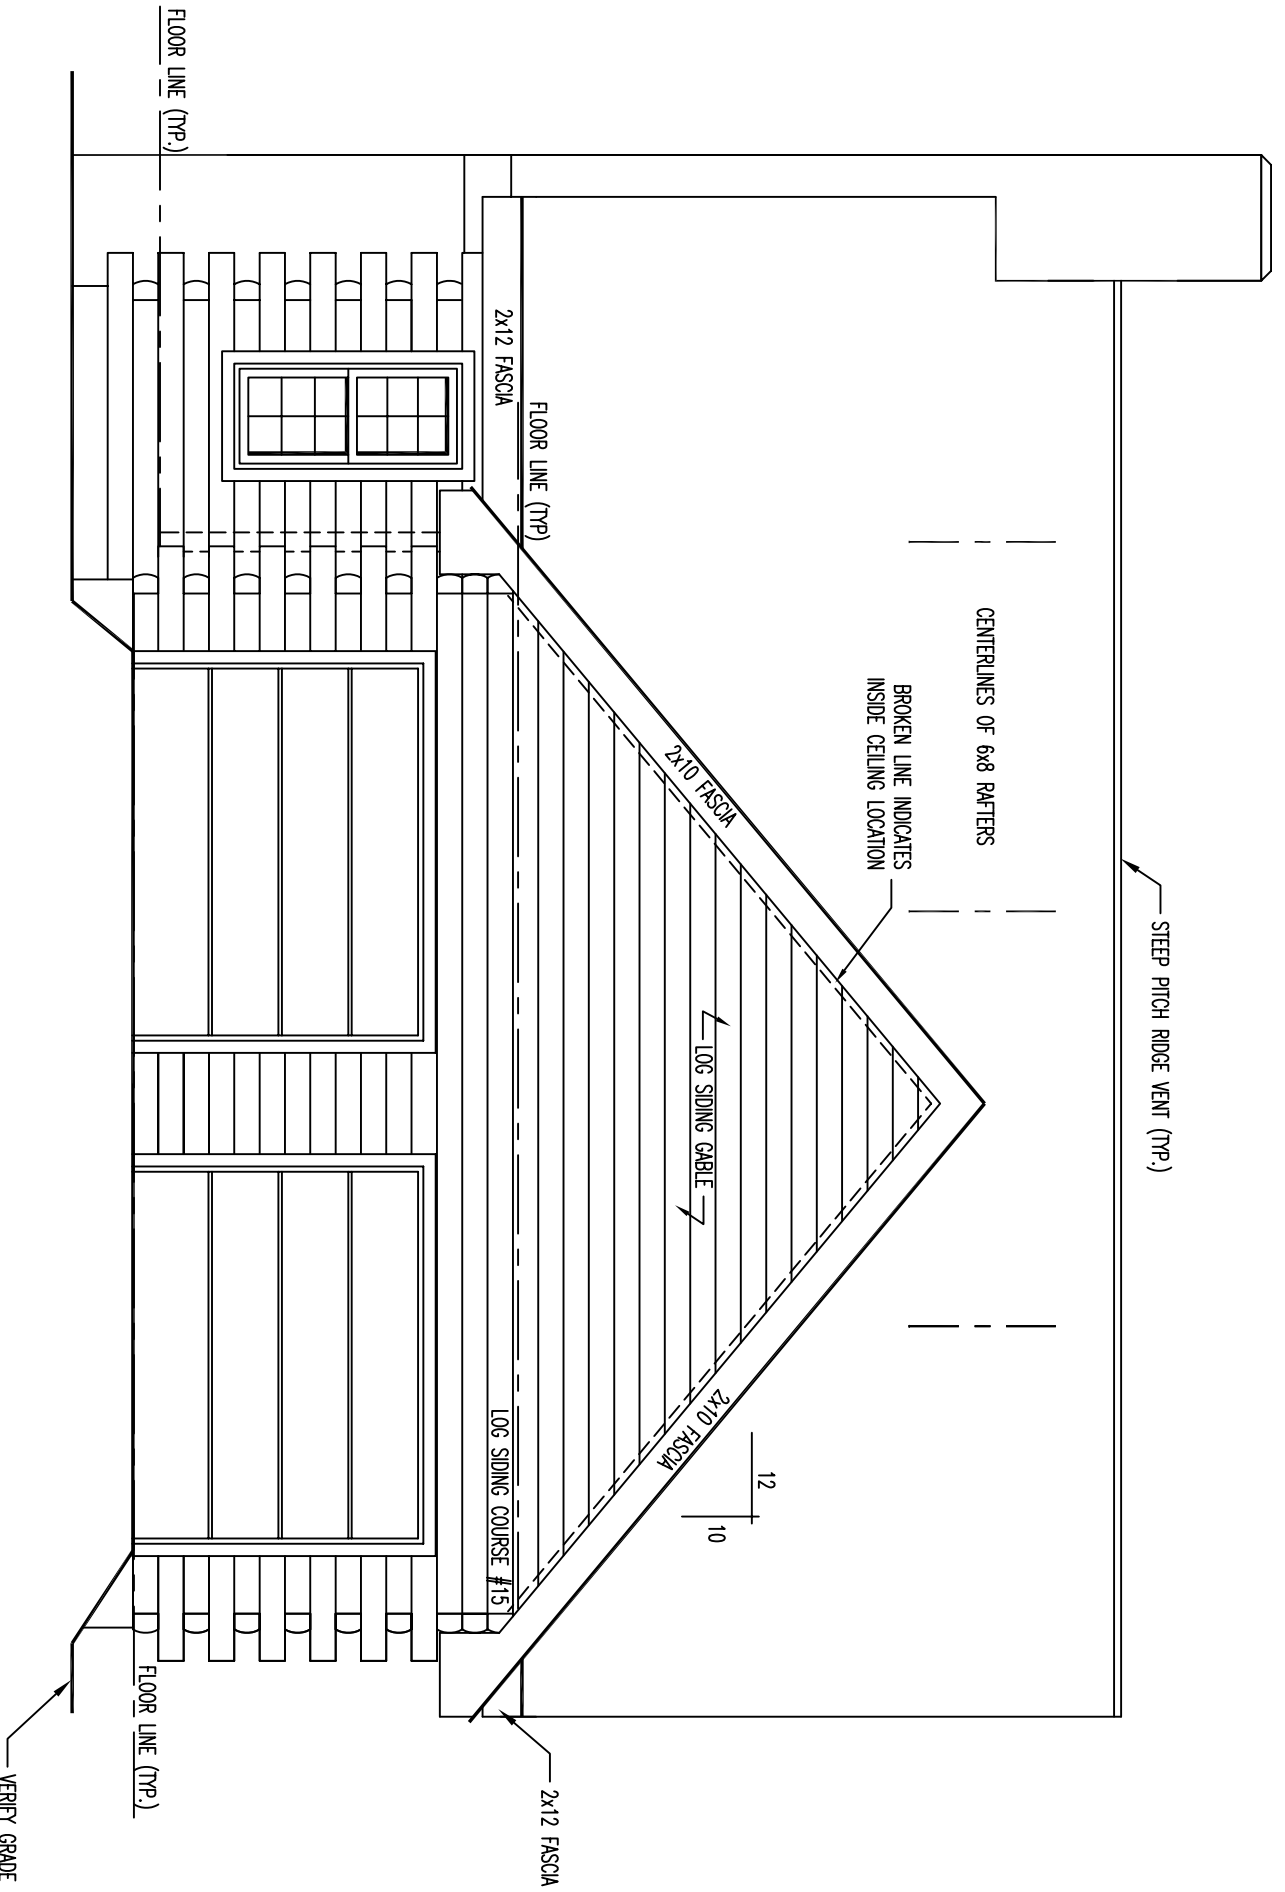 STEEP PITCH RIDGE VENT (TYP.)
CENTERLINES OF 6x8 RAFTERS
BROKEN LINE INDICATES
INSIDE CEILING LOCATION
12
10
2x10 FASCIA
2x10 FASCIA
LOG SIDING GABLE
FLOOR LINE (TYP)
2x12 FASCIA
2x12 FASCIA
LOG SIDING COURSE #15
FLOOR LINE (TYP.)
FLOOR LINE (TYP.)
VERIFY GRADE